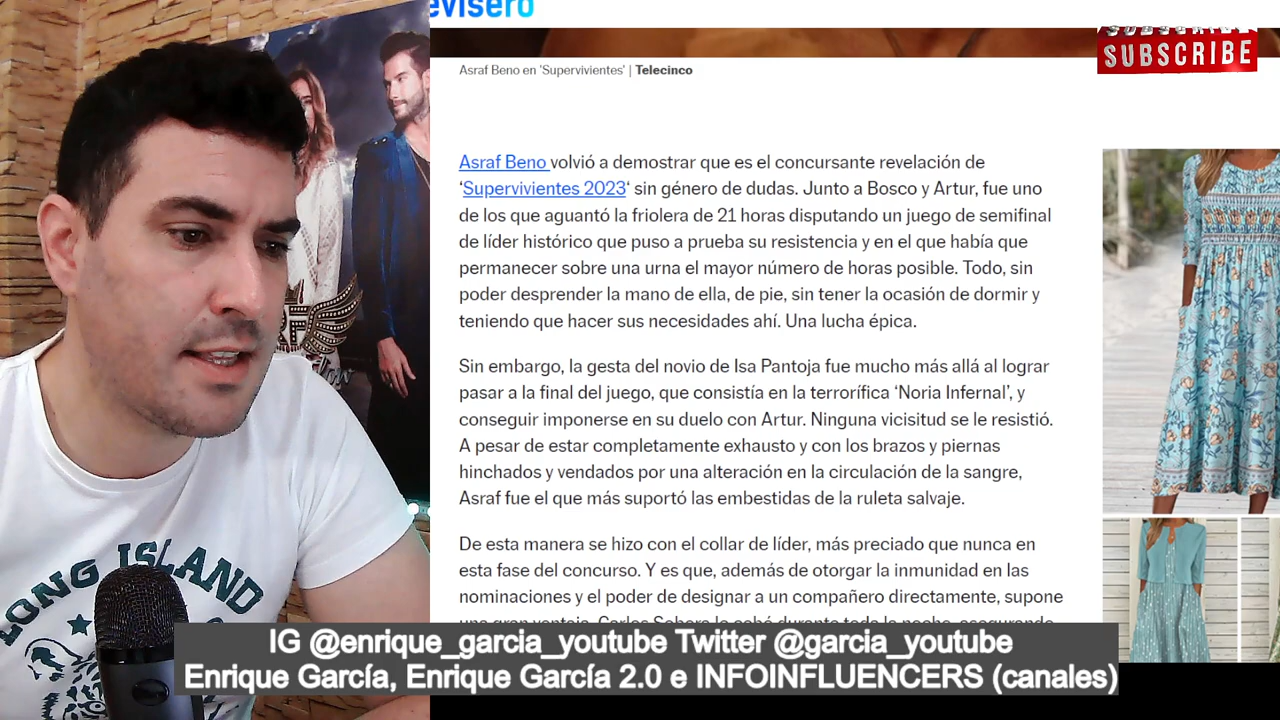 evisero
SUBSCRIBE
SUBSCRIBE
Asraf Beno en 'Supervivientes' | Telecinco
Asraf Beno volvió a demostrar que es el concursante revelación de
‘Supervivientes 2023‘ sin género de dudas. Junto a Bosco y Artur, fue uno
de los que aguantó la friolera de 21 horas disputando un juego de semifinal
de líder histórico que puso a prueba su resistencia y en el que había que
permanecer sobre una urna el mayor número de horas posible. Todo, sin
poder desprender la mano de ella, de pie, sin tener la ocasión de dormir y
teniendo que hacer sus necesidades ahí. Una lucha épica.
Sin embargo, la gesta del novio de Isa Pantoja fue mucho más allá al lograr
pasar a la final del juego, que consistía en la terrorífica ‘Noria Infernal’, y
conseguir imponerse en su duelo con Artur. Ninguna vicisitud se le resistió.
A pesar de estar completamente exhausto y con los brazos y piernas
hinchados y vendados por una alteración en la circulación de la sangre,
Asraf fue el que más suportó las embestidas de la ruleta salvaje.
De esta manera se hizo con el collar de líder, más preciado que nunca en
esta fase del concurso. Y es que, además de otorgar la inmunidad en las
nominaciones y el poder de designar a un compañero directamente, supone
LONG ISLAND
IG @enrique_garcia_youtube Twitter @garcia_youtube
Enrique García, Enrique García 2.0 e INFOINFLUENCERS (canales)